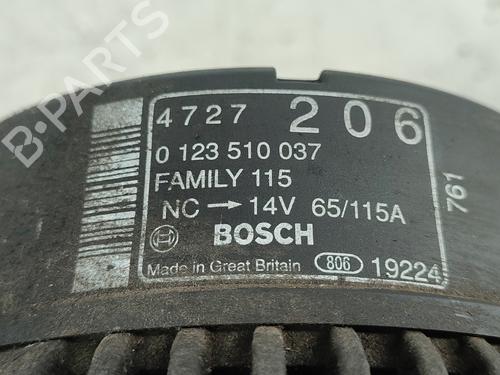 4727 206
0 123 510 037
FAMILY 115
NC → 14V 65/115A
BOSCH
Made in Great Britain 806 19224
761
B-PARTS